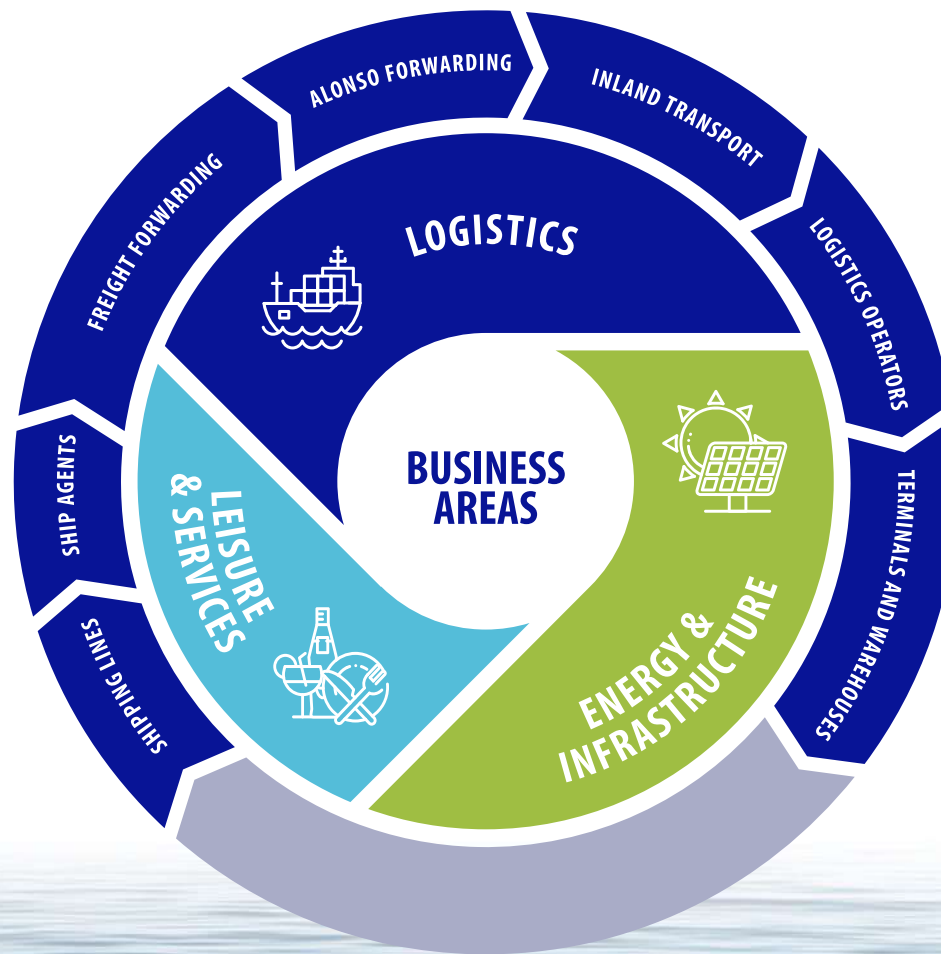 ALONSO FORWARDING
INLAND TRANSPORT
LOGISTICS OPERATORS
TERMINALS AND WAREHOUSES
SHIPPING LINES
SHIP AGENTS
FREIGHT FORWARDING
LOGISTICS
BUSINESS
AREAS
LEISURE
& SERVICES
ENERGY &
INFRASTRUCTURE